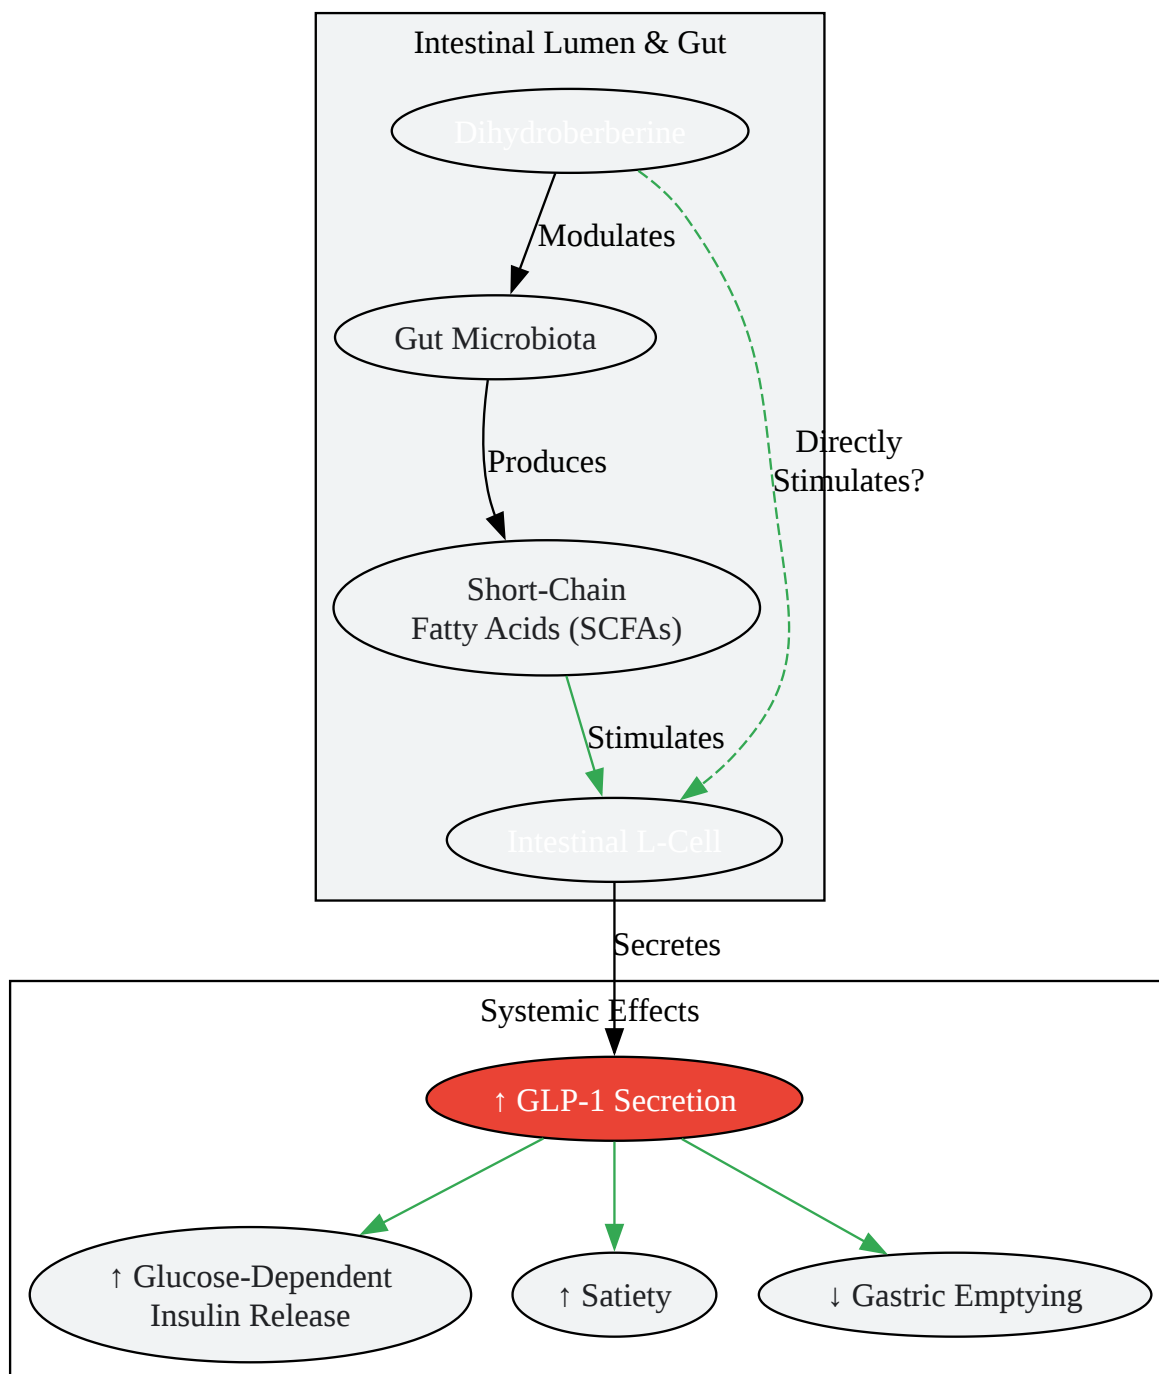 Intestinal Lumen & Gut
Dihydroberberine
Modulates
Gut Microbiota
Directly
Stimulates?
Produces
Short-Chain
Fatty Acids (SCFAs)
Stimulates
Intestinal L-Cell
Secretes
Systemic Effects
↑ GLP-1 Secretion
↑ Glucose-Dependent
Insulin Release
↑ Satiety
↓ Gastric Emptying